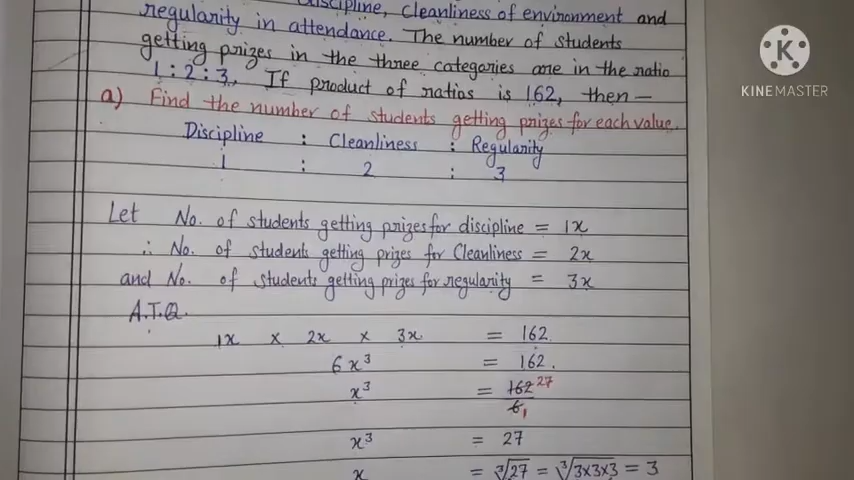 Discipline, Cleanliness of environment and
regularity in attendance. The number of students
getting prizes in the three categories are in the ratio
1 : 2 : 3. If product of ratios is 162, then —
a) Find the number of students getting prizes for each value.
Discipline : Cleanliness : Regularity
1 : 2 : 3
Let No. of students getting prizes for discipline = 1x
∴ No. of students getting prizes for Cleanliness = 2x
and No. of students getting prizes for regularity = 3x
A.T.Q.
1x × 2x × 3x = 162
6x³ = 162.
x³ = 162 27
6 1
x³ = 27
x = ∛27 = ∛3×3×3 = 3
K
KINEMASTER